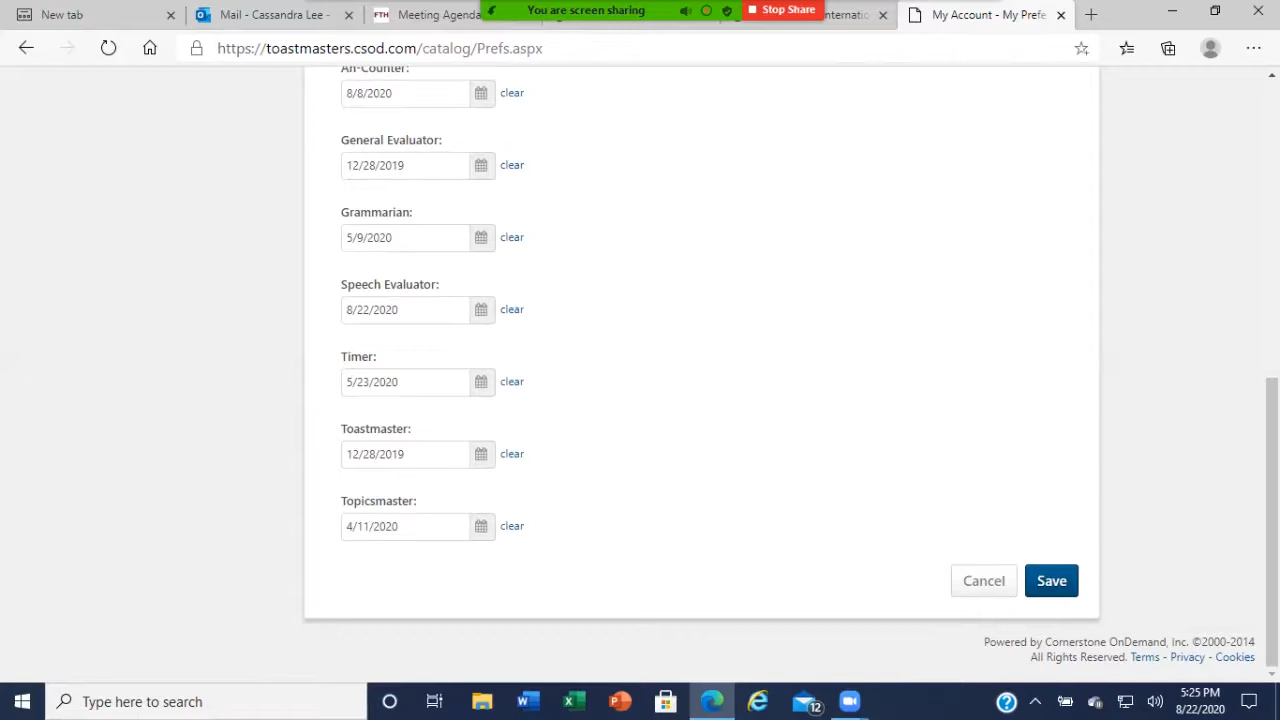 New tab
Mail - Cassandra Lee -
FTH
Meeting Agenda
You are screen sharing
Stop Share
My Account - My Prefe
https://toastmasters.csod.com/catalog/Prefs.aspx
Ah-Counter:
8/8/2020 clear
General Evaluator:
12/28/2019 clear
Grammarian:
5/9/2020 clear
Speech Evaluator:
8/22/2020 clear
Timer:
5/23/2020 clear
Toastmaster:
12/28/2019 clear
Topicsmaster:
4/11/2020 clear
Cancel Save
Powered by Cornerstone OnDemand, Inc. ©2000-2014
All Rights Reserved. Terms - Privacy - Cookies
Type here to search
12
5:25 PM
8/22/2020